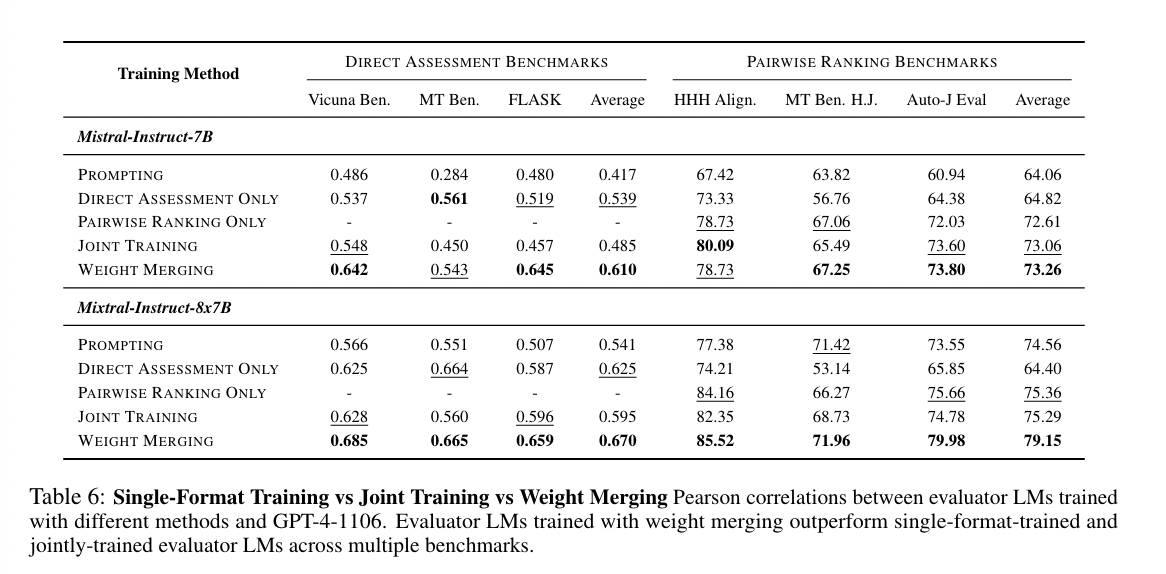 Training Method DIRECT ASSESSMENT BENCHMARKS PAIRWISE RANKING BENCHMARKS
Vicuna Ben. MT Ben. FLASK Average HHH Align. MT Ben. H.J. Auto-J Eval Average
Mistral-Instruct-7B
PROMPTING 0.486 0.284 0.480 0.417 67.42 63.82 60.94 64.06
DIRECT ASSESSMENT ONLY 0.537 0.561 0.519 0.539 73.33 56.76 64.38 64.82
PAIRWISE RANKING ONLY - - - - 78.73 67.06 72.03 72.61
JOINT TRAINING 0.548 0.450 0.457 0.485 80.09 65.49 73.60 73.06
WEIGHT MERGING 0.642 0.543 0.645 0.610 78.73 67.25 73.80 73.26
Mixtral-Instruct-8x7B
PROMPTING 0.566 0.551 0.507 0.541 77.38 71.42 73.55 74.56
DIRECT ASSESSMENT ONLY 0.625 0.664 0.587 0.625 74.21 53.14 65.85 64.40
PAIRWISE RANKING ONLY - - - - 84.16 66.27 75.66 75.36
JOINT TRAINING 0.628 0.560 0.596 0.595 82.35 68.73 74.78 75.29
WEIGHT MERGING 0.685 0.665 0.659 0.670 85.52 71.96 79.98 79.15
Table 6: Single-Format Training vs Joint Training vs Weight Merging Pearson correlations between evaluator LMs trained
with different methods and GPT-4-1106. Evaluator LMs trained with weight merging outperform single-format-trained and
jointly-trained evaluator LMs across multiple benchmarks.